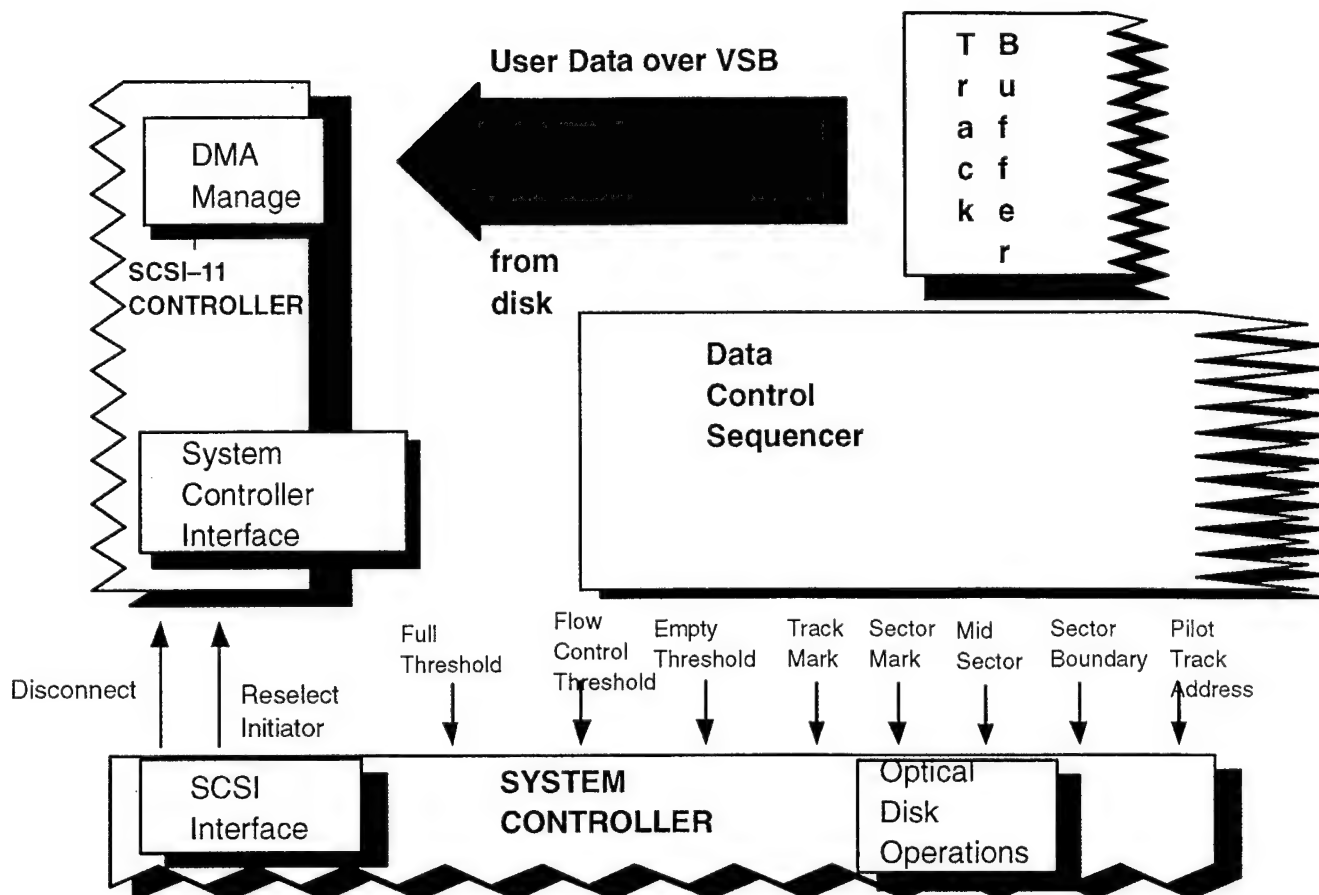 User Data over VSB
Track
Buffer
DMA
Manage
SCSI–11
CONTROLLER
from
disk
Data
Control
Sequencer
System
Controller
Interface
Disconnect
Reselect
Initiator
Full
Threshold
Flow
Control
Threshold
Empty
Threshold
Track
Mark
Sector
Mark
Mid
Sector
Sector
Boundary
Pilot
Track
Address
SCSI
Interface
SYSTEM
CONTROLLER
Optical
Disk
Operations